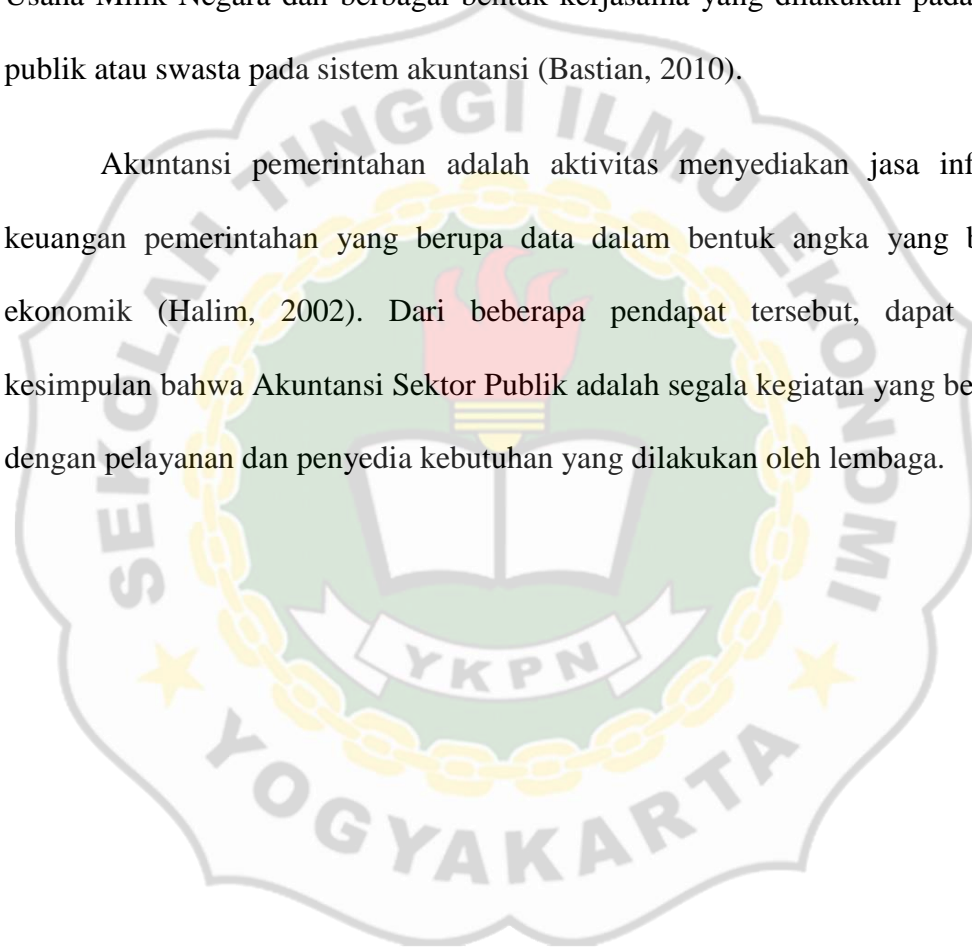 Usaha Milik Negara dan berbagai bentuk kerjasama yang dilakukan pada
publik atau swasta pada sistem akuntansi (Bastian, 2010).
Akuntansi pemerintahan adalah aktivitas menyediakan jasa inf
keuangan pemerintahan yang berupa data dalam bentuk angka yang b
ekonomik (Halim, 2002). Dari beberapa pendapat tersebut, dapat
kesimpulan bahwa Akuntansi Sektor Publik adalah segala kegiatan yang be
dengan pelayanan dan penyedia kebutuhan yang dilakukan oleh lembaga.
SEKOLAH TINGGI ILMU EKONOMI
YKPN
YOGYAKARTA